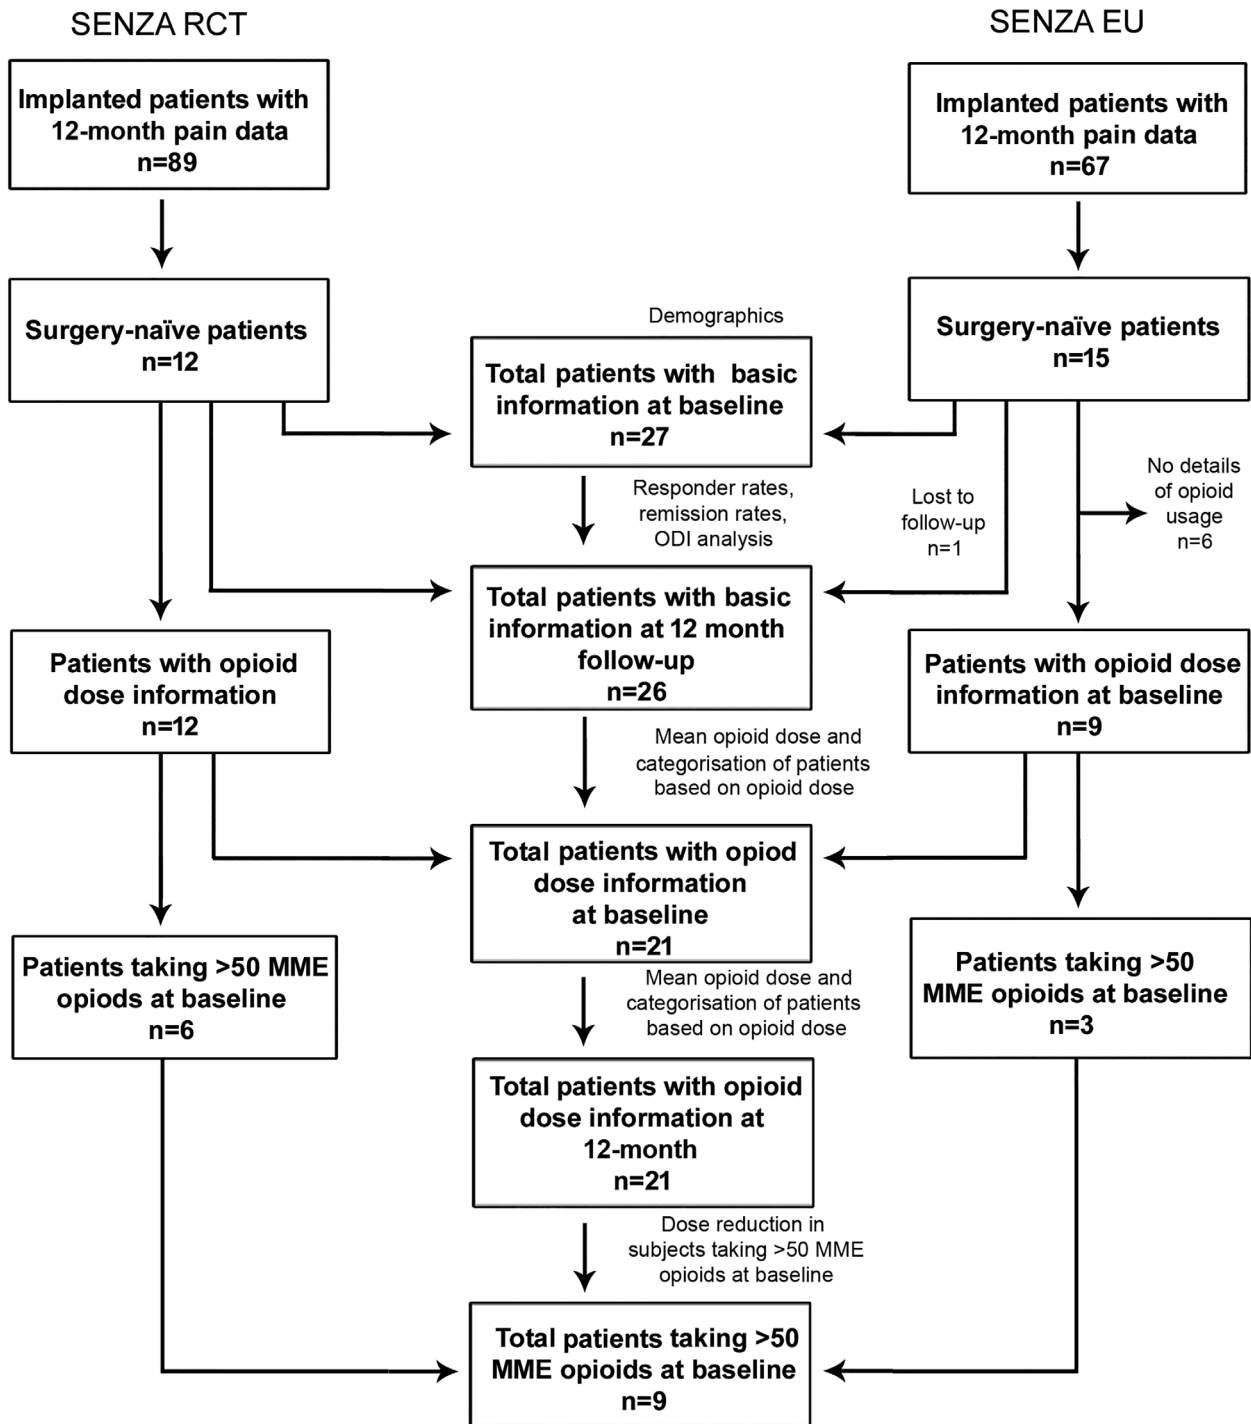 SENZA RCT
SENZA EU
Implanted patients with
12-month pain data
n=89
Implanted patients with
12-month pain data
n=67
Surgery-naïve patients
n=12
Surgery-naïve patients
n=15
Demographics
Total patients with basic
information at baseline
n=27
Responder rates,
remission rates,
ODI analysis
Lost to
follow-up
n=1
No details
of opioid
usage
n=6
Total patients with basic
information at 12 month
follow-up
n=26
Patients with opioid
dose information
n=12
Patients with opioid dose
information at baseline
n=9
Mean opioid dose and
categorisation of patients
based on opioid dose
Total patients with opiod
dose information
at baseline
n=21
Patients taking >50 MME
opiods at baseline
n=6
Patients taking >50
MME opioids at baseline
n=3
Mean opioid dose and
categorisation of patients
based on opioid dose
Total patients with opioid
dose information at
12-month
n=21
Dose reduction in
subjects taking >50 MME
opioids at baseline
Total patients taking >50
MME opioids at baseline
n=9